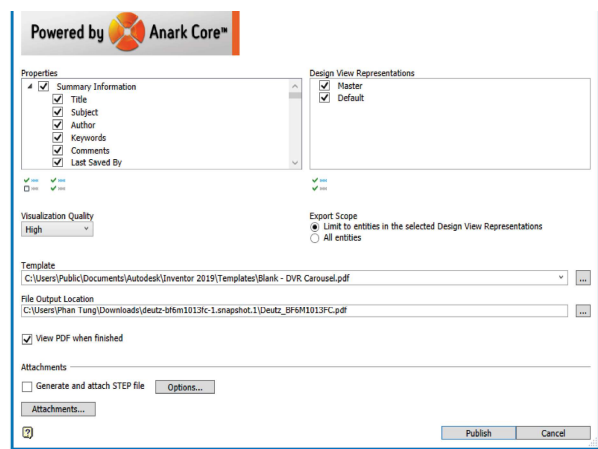 Powered by Anark Core™
Properties
Summary Information
Title
Subject
Author
Keywords
Comments
Last Saved By
Design View Representations
Master
Default
Visualization Quality
High
Export Scope
Limit to entities in the selected Design View Representations
All entities
Template
C:\Users\Public\Documents\Autodesk\Inventor 2019\Templates\Blank - DVR Carousel.pdf
...
File Output Location
C:\Users\Phan Tung\Downloads\deutz-bf6m1013fc-1.snapshot.1\Deutz_BF6M1013FC.pdf
...
View PDF when finished
Attachments
Generate and attach STEP file
Options...
Attachments...
?
Publish
Cancel